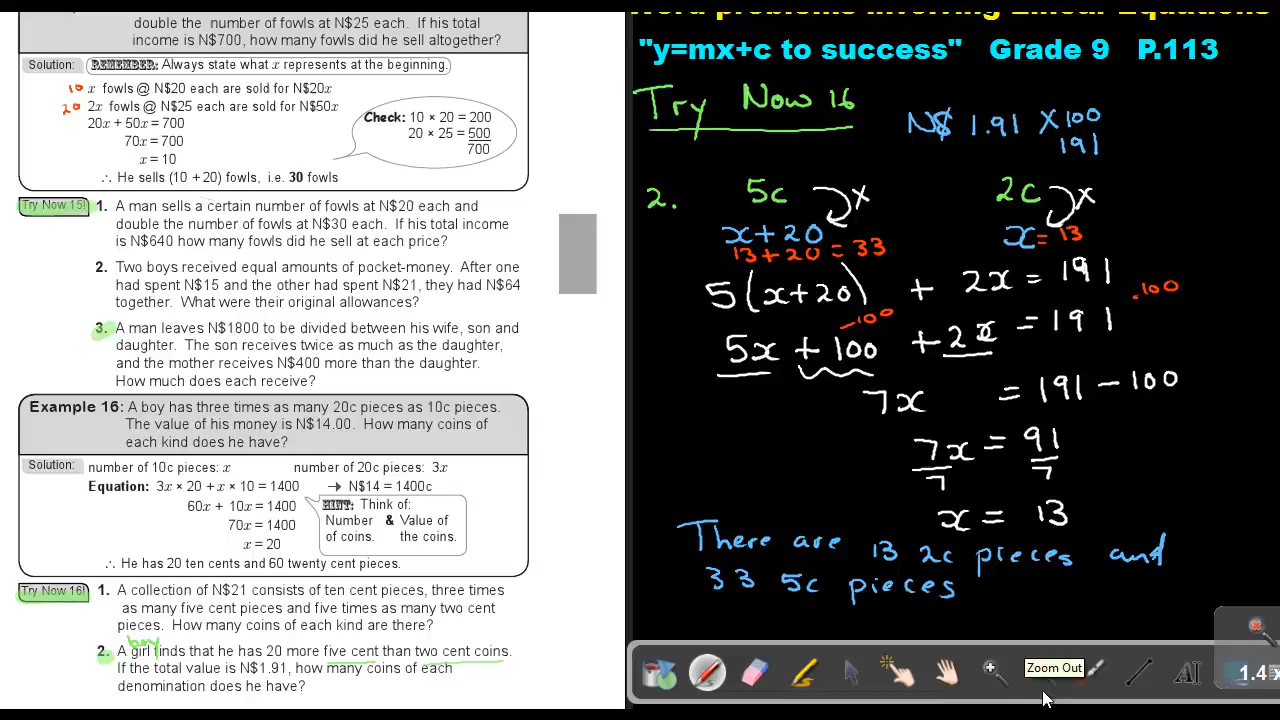 double the number of fowls at N$25 each. If his total
income is N$700, how many fowls did he sell altogether?
Solution: REMEMBER: Always state what x represents at the beginning.
10 x fowls @ N$20 each are sold for N$20x
20 2x fowls @ N$25 each are sold for N$50x
20x + 50x = 700
70x = 700
x = 10
∴ He sells (10 + 20) fowls, i.e. 30 fowls
Check: 10 × 20 = 200
20 × 25 = 500
700
Try Now 15! 1. A man sells a certain number of fowls at N$20 each and
double the number of fowls at N$30 each. If his total income
is N$640 how many fowls did he sell at each price?
2. Two boys received equal amounts of pocket-money. After one
had spent N$15 and the other had spent N$21, they had N$64
together. What were their original allowances?
3. A man leaves N$1800 to be divided between his wife, son and
daughter. The son receives twice as much as the daughter,
and the mother receives N$400 more than the daughter.
How much does each receive?
Example 16: A boy has three times as many 20c pieces as 10c pieces.
The value of his money is N$14.00. How many coins of
each kind does he have?
Solution: number of 10c pieces: x number of 20c pieces: 3x
Equation: 3x × 20 + x × 10 = 1400 → N$14 = 1400c
60x + 10x = 1400
70x = 1400
x = 20
HINT: Think of:
Number & Value of
of coins. the coins.
∴ He has 20 ten cents and 60 twenty cent pieces.
Try Now 16! 1. A collection of N$21 consists of ten cent pieces, three times
as many five cent pieces and five times as many two cent
pieces. How many coins of each kind are there?
boy
2. A girl finds that he has 20 more five cent than two cent coins.
If the total value is N$1.91, how many coins of each
denomination does he have?
Word problems involving Linear Equations
"y=mx+c to success" Grade 9 P.113
Try Now 16
N$ 1.91 X100
191
2. 5c x 2c x
x+20 x = 13
13+20 = 33
5(x+20) + 2x = 191
-100 .100
5x + 100 + 2x = 191
7x = 191 - 100
7x = 91
7 7
x = 13
There are 13 2c pieces and
33 5c pieces
Zoom Out
AI
1.4 x